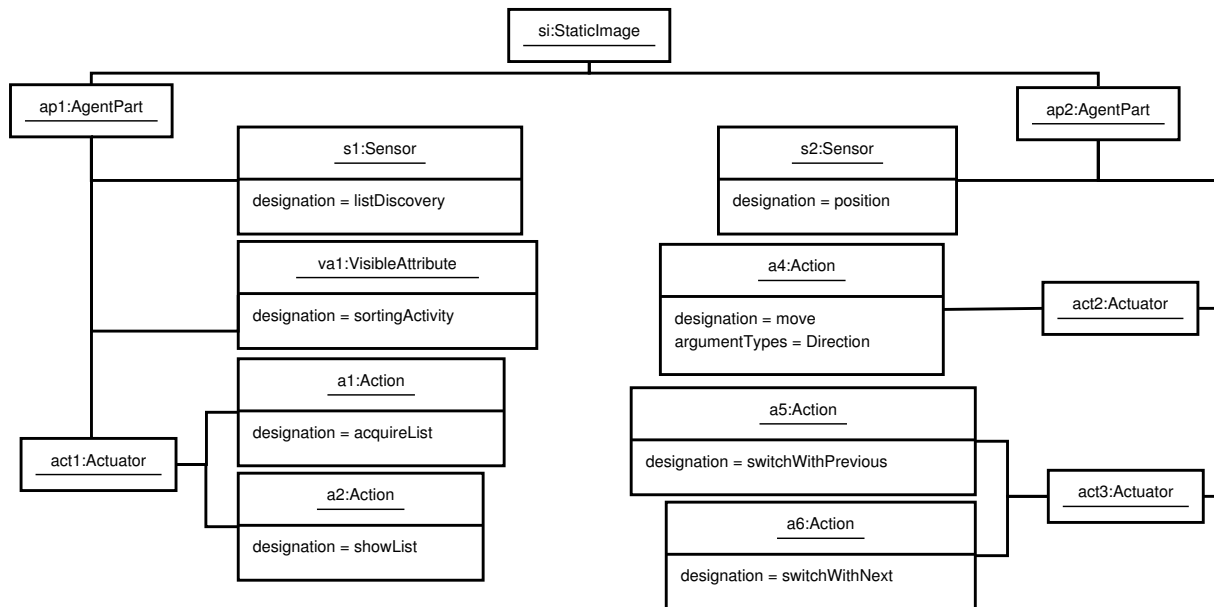 si:StaticImage
ap1:AgentPart
ap2:AgentPart
s1:Sensor
designation = listDiscovery
s2:Sensor
designation = position
va1:VisibleAttribute
designation = sortingActivity
a4:Action
designation = move
argumentTypes = Direction
act2:Actuator
a1:Action
designation = acquireList
act1:Actuator
a2:Action
designation = showList
a5:Action
designation = switchWithPrevious
act3:Actuator
a6:Action
designation = switchWithNext